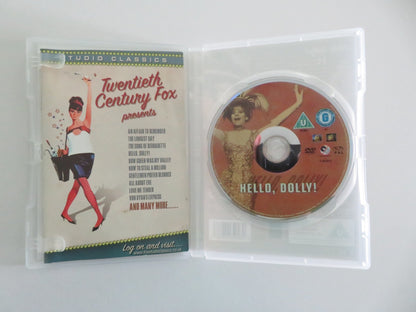 STUDIO CLASSICS
Twentieth
Century Fox
presents
AN AFFAIR TO REMEMBER
THE LONGEST DAY
THE SONG OF BERNADETTE
HELLO, DOLLY!
HOW GREEN WAS MY VALLEY
HOW TO STEAL A MILLION
GENTLEMEN PREFER BLONDES
ALL ABOUT EVE
LOVE ME TENDER
VON RYAN'S EXPRESS
AND MANY MORE......
log on and visit.....
HELLO, DOLLY!
HELLO, DOLLY!
U